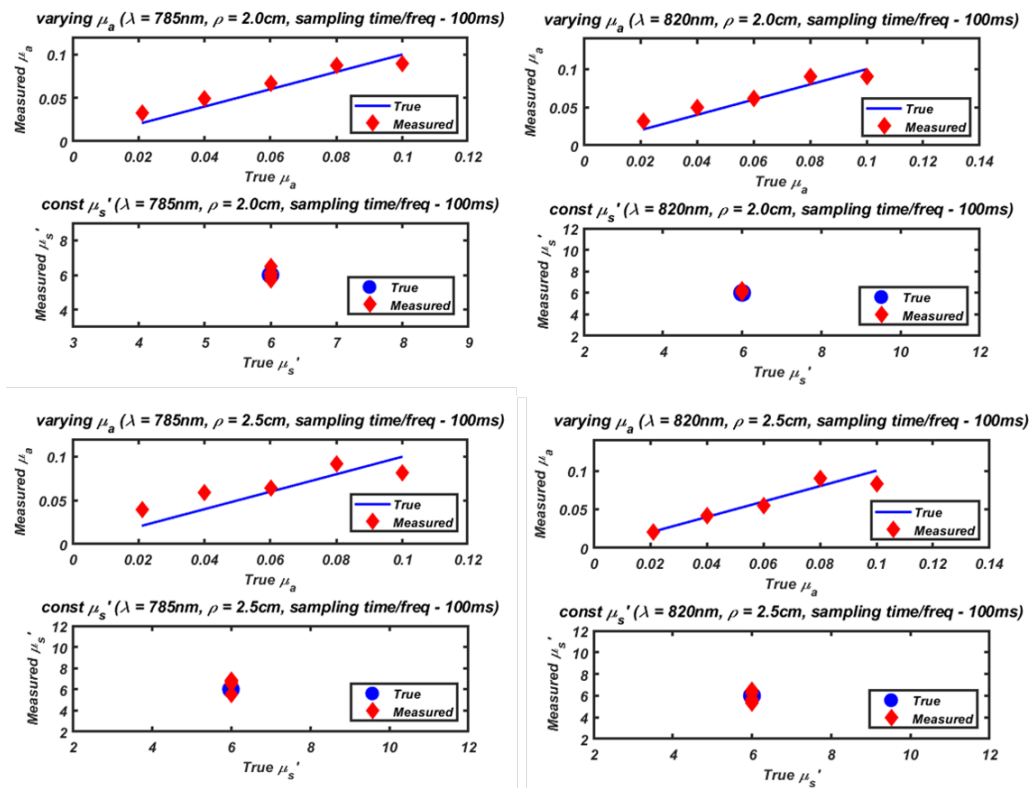 varying μa (λ = 785nm, ρ = 2.0cm, sampling time/freq - 100ms)
Measured μa
0.1
0.05
0
True
Measured
0 0.02 0.04 0.06 0.08 0.1 0.12
True μa
const μs' (λ = 785nm, ρ = 2.0cm, sampling time/freq - 100ms)
Measured μs'
8
6
4
True
Measured
3 4 5 6 7 8 9
True μs'
varying μa (λ = 820nm, ρ = 2.0cm, sampling time/freq - 100ms)
Measured μa
0.1
0.05
0
True
Measured
0 0.02 0.04 0.06 0.08 0.1 0.12 0.14
True μa
const μs' (λ = 820nm, ρ = 2.0cm, sampling time/freq - 100ms)
Measured μs'
12
10
8
6
4
2
True
Measured
2 4 6 8 10 12
True μs'
varying μa (λ = 785nm, ρ = 2.5cm, sampling time/freq - 100ms)
Measured μa
0.1
0.05
0
True
Measured
0 0.02 0.04 0.06 0.08 0.1 0.12
True μa
const μs' (λ = 785nm, ρ = 2.5cm, sampling time/freq - 100ms)
Measured μs'
12
10
8
6
4
2
True
Measured
2 4 6 8 10 12
True μs'
varying μa (λ = 820nm, ρ = 2.5cm, sampling time/freq - 100ms)
Measured μa
0.1
0.05
0
True
Measured
0 0.02 0.04 0.06 0.08 0.1 0.12 0.14
True μa
const μs' (λ = 820nm, ρ = 2.5cm, sampling time/freq - 100ms)
Measured μs'
12
10
8
6
4
2
True
Measured
2 4 6 8 10 12
True μs'